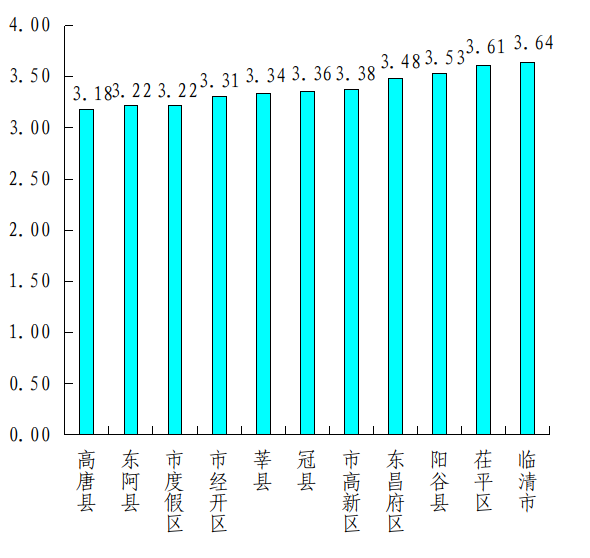 4.00
3.50
3.00
2.50
2.00
1.50
1.00
0.50
0.00
3.18
3.22
3.22
3.31
3.34
3.36
3.38
3.48
3.53
3.61
3.64
高唐县
东阿县
市度假区
市经开区
莘县
冠县
市高新区
东昌府区
阳谷县
茌平区
临清市